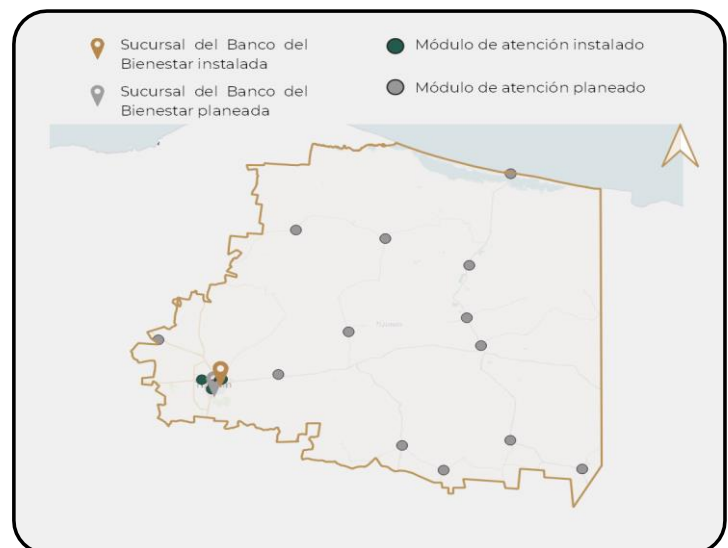 Sucursal del Banco del
Bienestar instalada
Sucursal del Banco del
Bienestar planeada
Módulo de atención instalado
Módulo de atención planeado